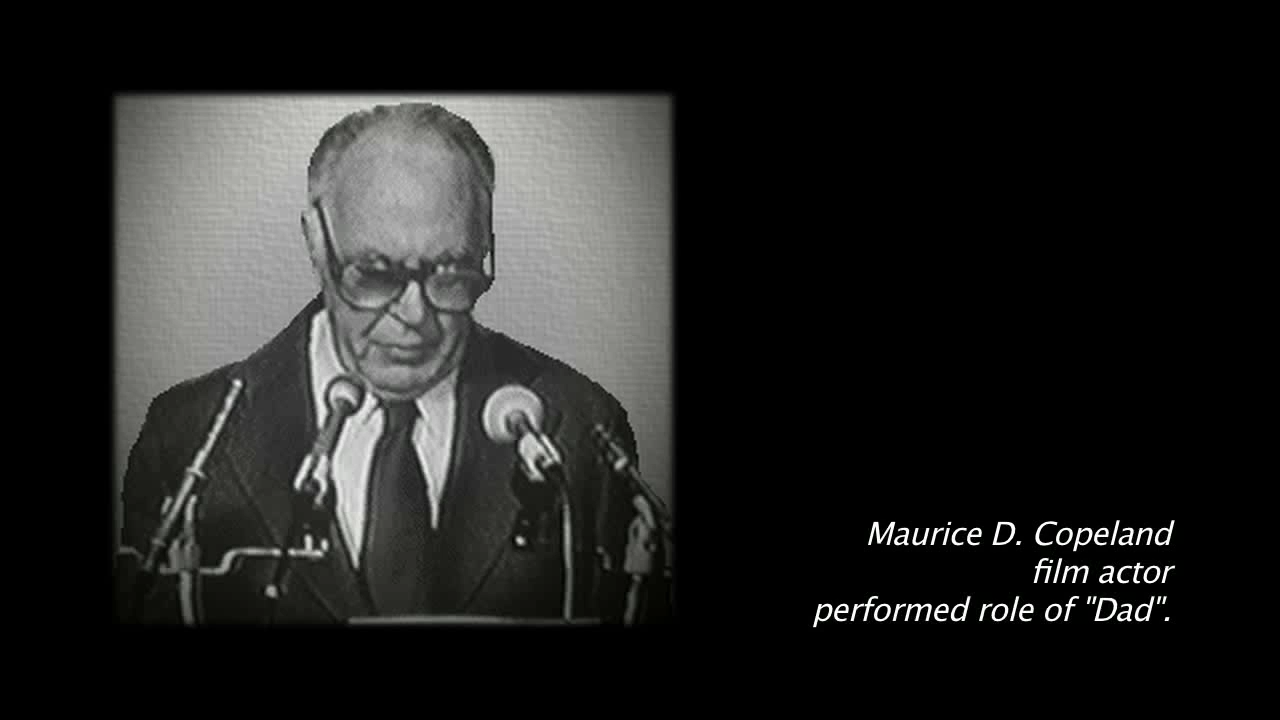 Maurice D. Copeland
film actor
performed role of "Dad".